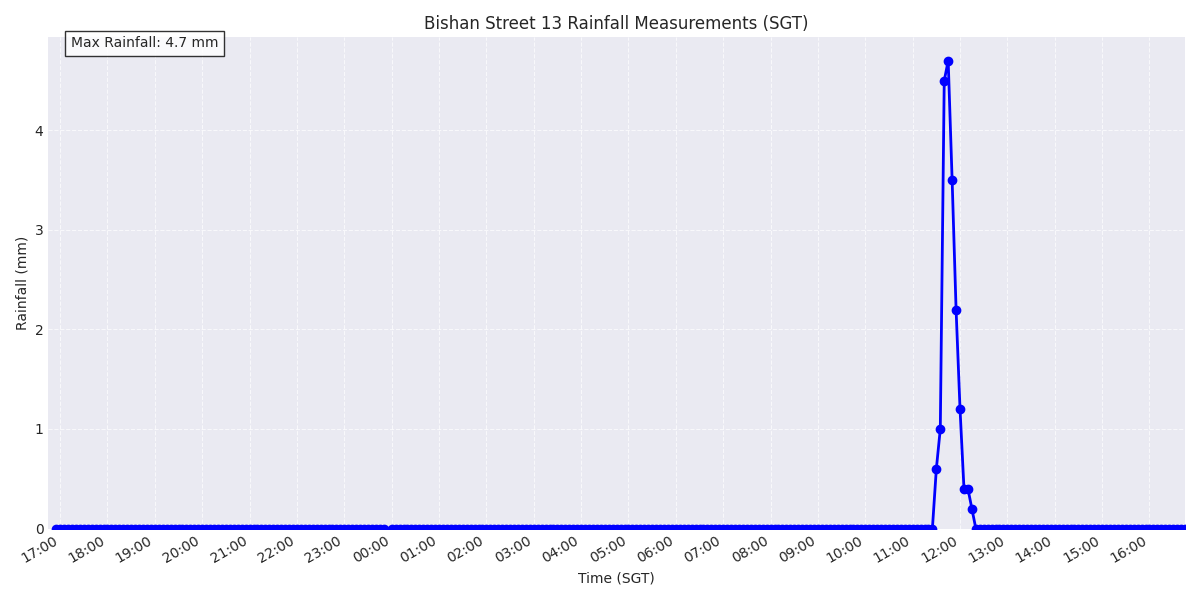 Bishan Street 13 Rainfall Measurements (SGT)
Max Rainfall: 4.7 mm
Rainfall (mm)
4
3
2
1
0
17:00 18:00 19:00 20:00 21:00 22:00 23:00 00:00 01:00 02:00 03:00 04:00 05:00 06:00 07:00 08:00 09:00 10:00 11:00 12:00 13:00 14:00 15:00 16:00
Time (SGT)